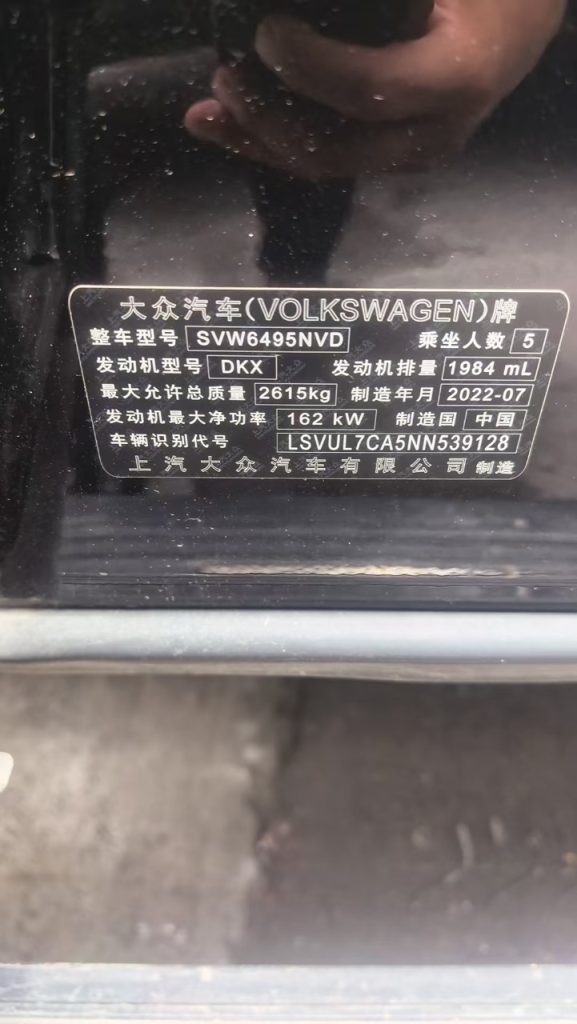 大众汽车(VOLKSWAGEN)牌
整车型号 SVW6495NVD 乘坐人数 5
发动机型号 DKX 发动机排量 1984 mL
最大允许总质量 2615kg 制造年月 2022-07
发动机最大净功率 162 kW 制造国 中国
车辆识别代号 LSVUL7CA5NN539128
上汽大众汽车有限公司 制造